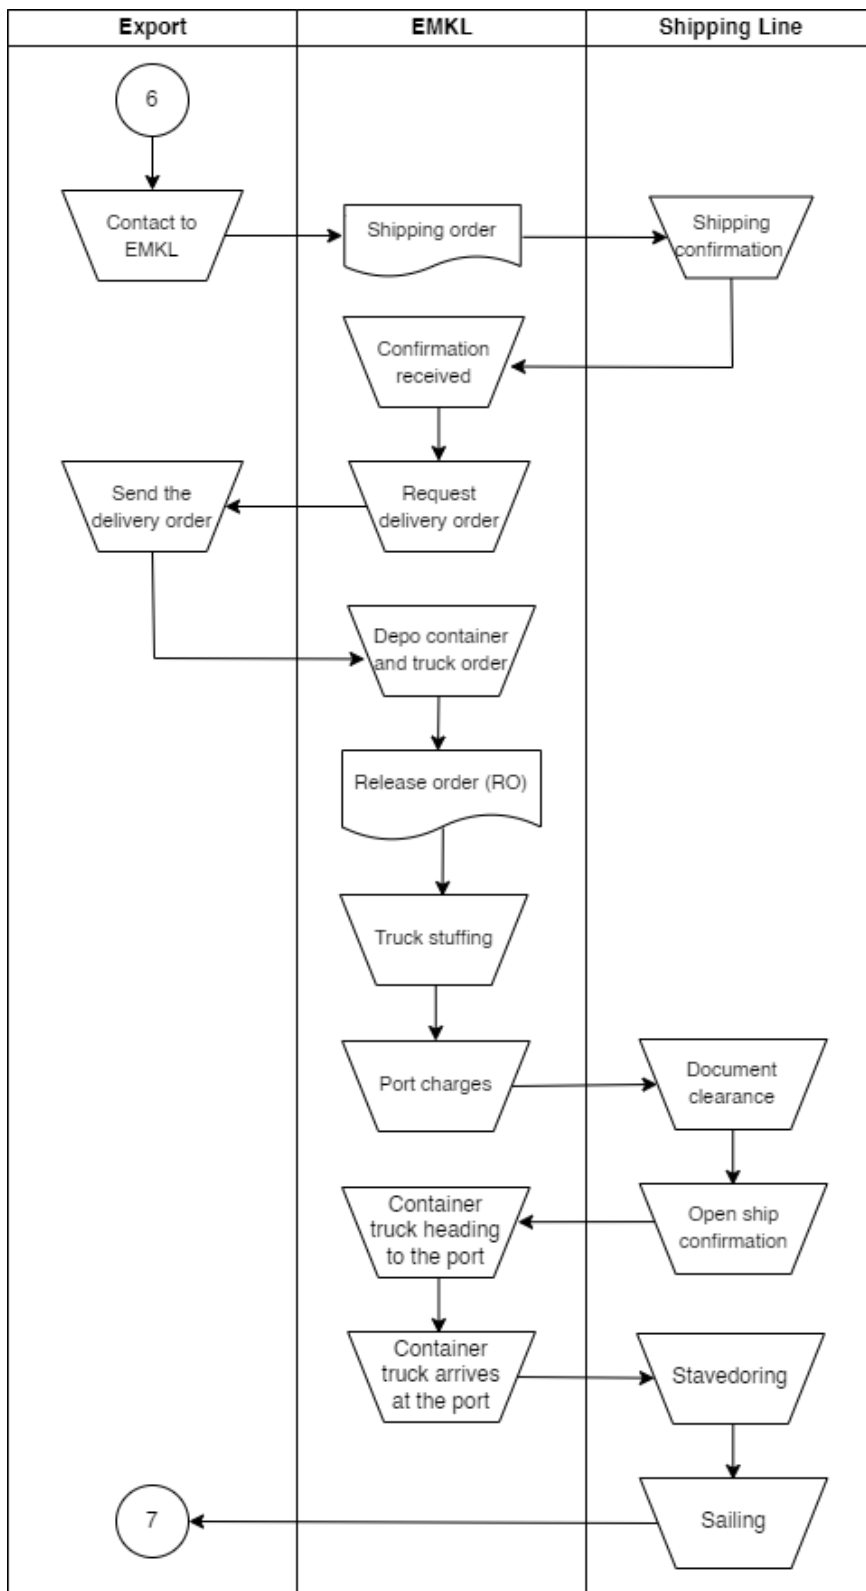 Export
EMKL
Shipping Line
6
Contact to
EMKL
Shipping order
Shipping
confirmation
Confirmation
received
Send the
delivery order
Request
delivery order
Depo container
and truck order
Release order (RO)
Truck stuffing
Port charges
Document
clearance
Container
truck heading
to the port
Open ship
confirmation
Container
truck arrives
at the port
Stavedoring
7
Sailing